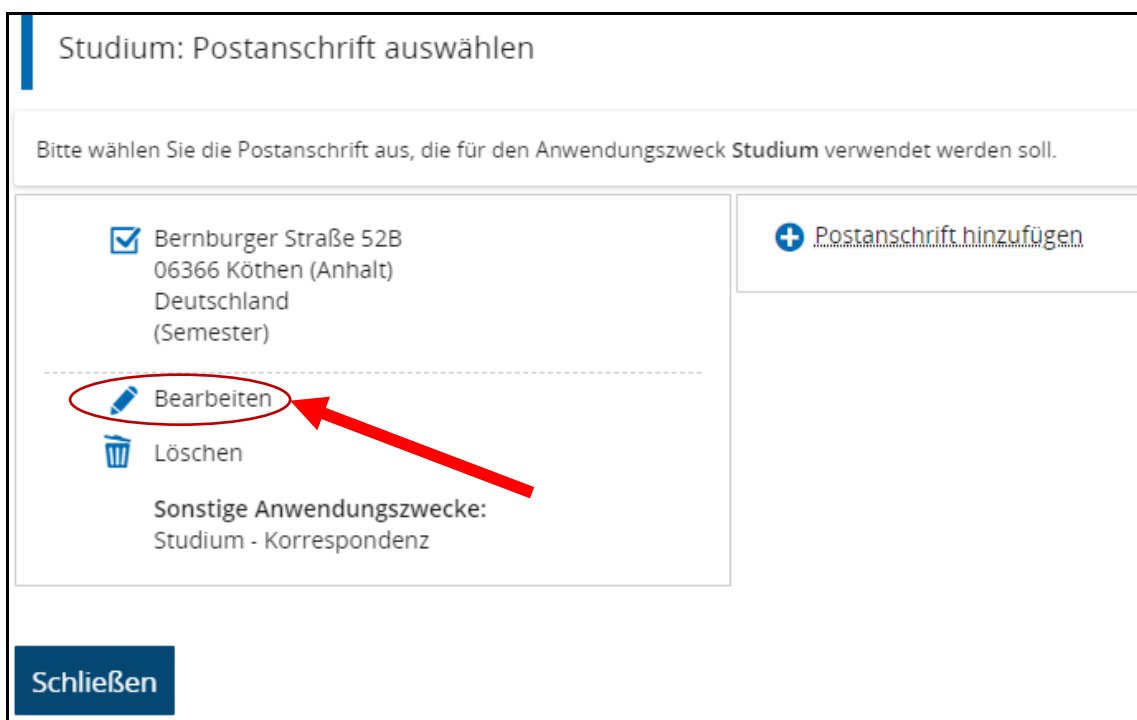 Studium: Postanschrift auswählen
Bitte wählen Sie die Postanschrift aus, die für den Anwendungszweck Studium verwendet werden soll.
Bernburger Straße 52B
06366 Köthen (Anhalt)
Deutschland
(Semester)
Bearbeiten
Löschen
Sonstige Anwendungszwecke:
Studium - Korrespondenz
Postanschrift hinzufügen
Schließen